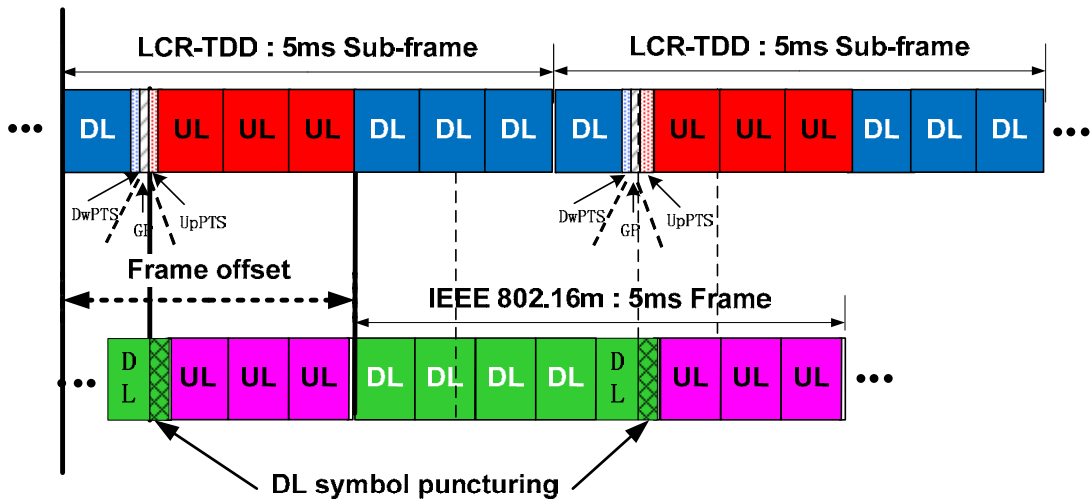 LCR-TDD : 5ms Sub-frame LCR-TDD : 5ms Sub-frame
••• DL UL UL UL DL DL DL DL UL UL UL DL DL DL •••
DwPTS GP UpPTS DwPTS GP UpPTS
Frame offset
IEEE 802.16m : 5ms Frame
••• DL UL UL UL DL DL DL DL DL UL UL UL •••
DL symbol puncturing